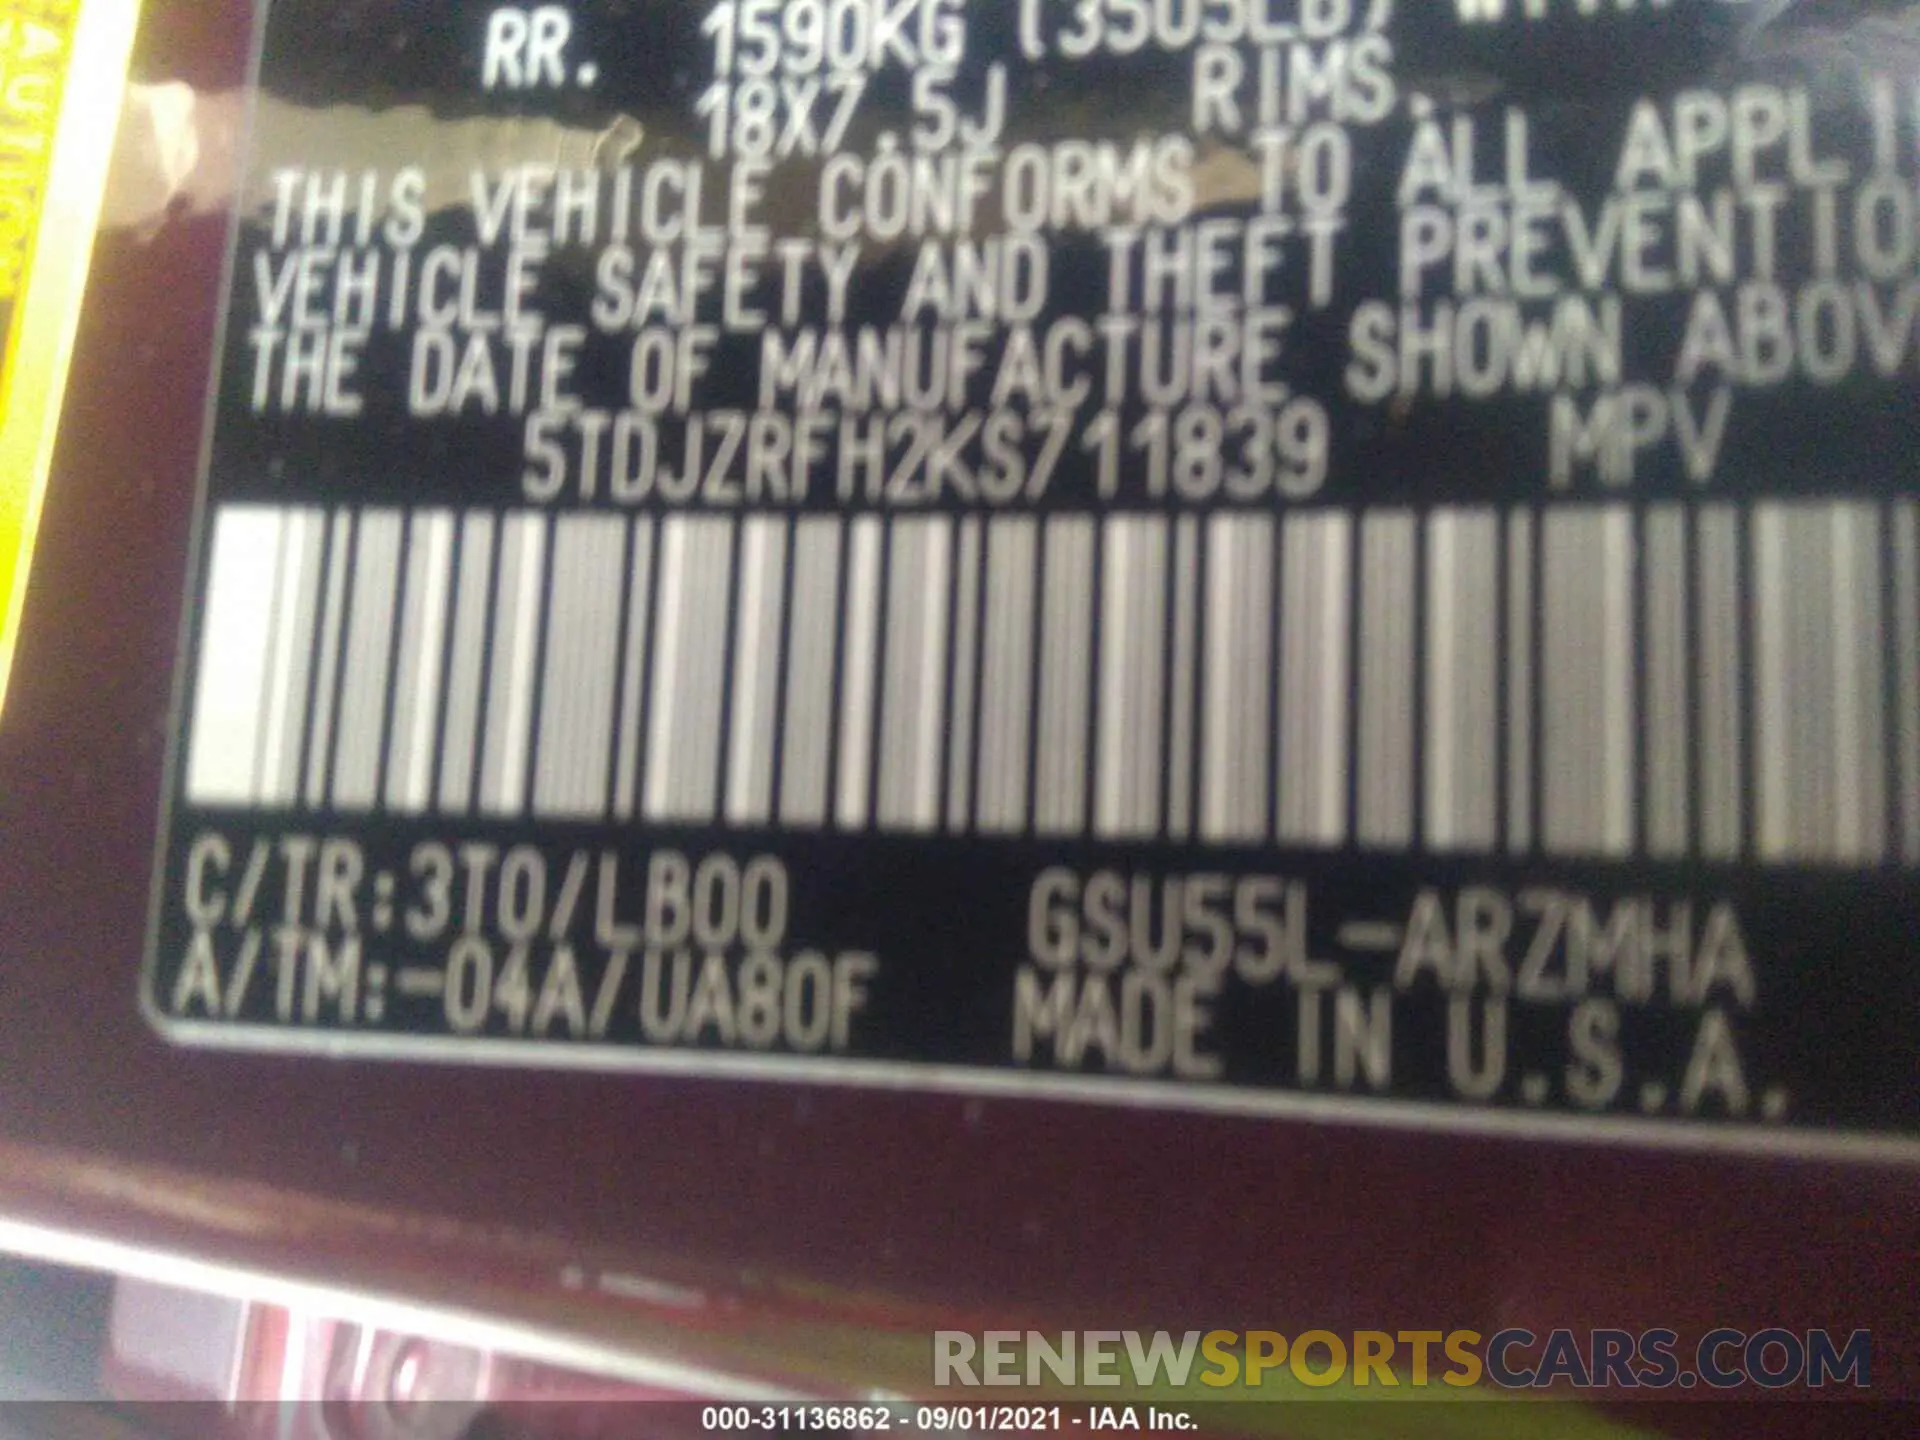 RR. 1590KG (3505LB)
18X7.5J RIMS
THIS VEHICLE CONFORMS TO ALL APPLI
VEHICLE SAFETY AND THEFT PREVENTIO
THE DATE OF MANUFACTURE SHOWN ABOV
5TDJZRFH2KS711839 MPV
C/TR:3T0/LB00 GSU55L-ARZMHA
A/TM:-04A/UA80F MADE IN U.S.A.
RENEWSPORTSCARS.COM
000-31136862 - 09/01/2021 - IAA Inc.